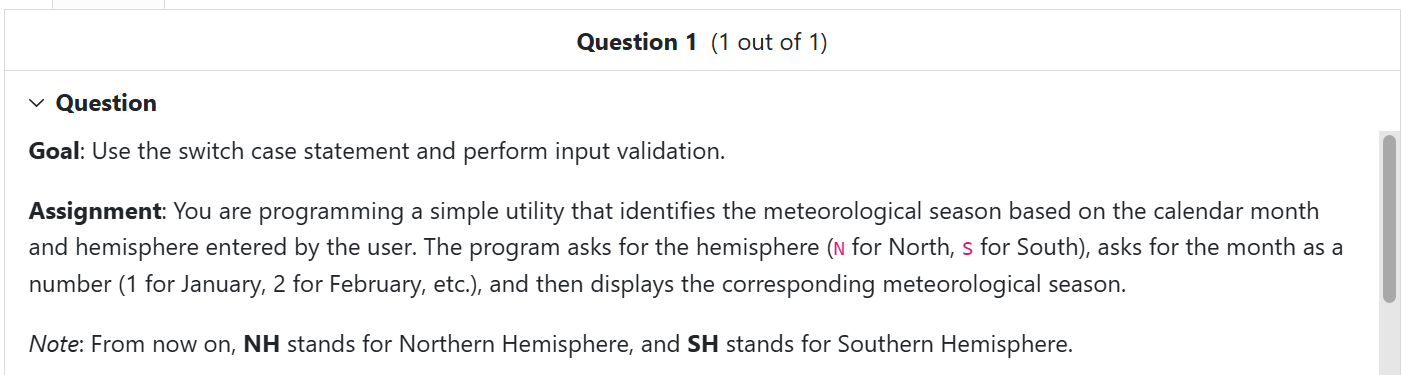 Question 1 (1 out of 1)
Question
Goal: Use the switch case statement and perform input validation.
Assignment: You are programming a simple utility that identifies the meteorological season based on the calendar month
and hemisphere entered by the user. The program asks for the hemisphere (N for North, S for South), asks for the month as a
number (1 for January, 2 for February, etc.), and then displays the corresponding meteorological season.
Note: From now on, NH stands for Northern Hemisphere, and SH stands for Southern Hemisphere.